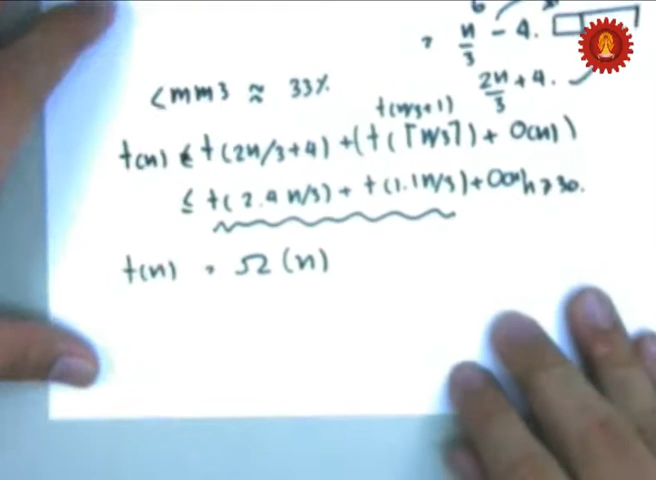 , n/3 - 4.
<mm3 ≈ 33%
2n/3 + 4.
t(n/3+1)
t(n) ≤ t(2n/3+4) + (t(⌈n/3⌉) + O(n))
≤ t(2.4n/3) + t(1.1n/3) + O(n) n ≥ 30.
t(n) = Ω(n)